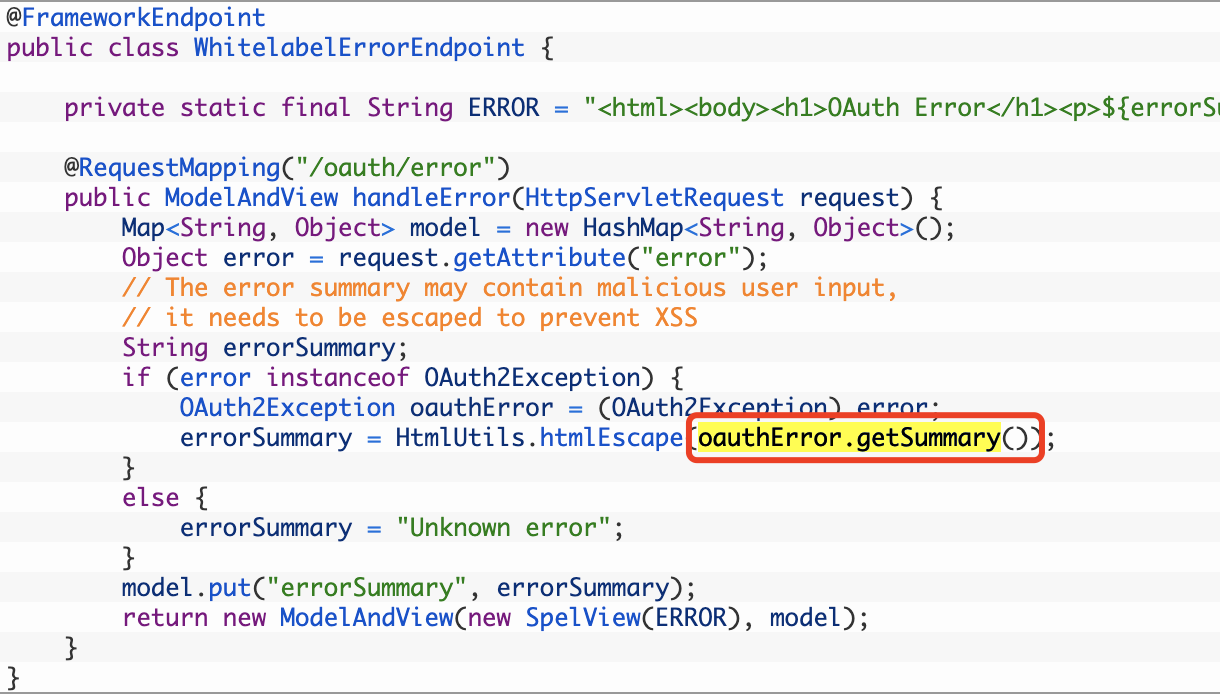 @FrameworkEndpoint
public class WhitelabelErrorEndpoint {
private static final String ERROR = "<html><body><h1>OAuth Error</h1><p>${errorSu
@RequestMapping("/oauth/error")
public ModelAndView handleError(HttpServletRequest request) {
Map<String, Object> model = new HashMap<String, Object>();
Object error = request.getAttribute("error");
// The error summary may contain malicious user input,
// it needs to be escaped to prevent XSS
String errorSummary;
if (error instanceof OAuth2Exception) {
OAuth2Exception oauthError = (OAuth2Exception) error;
errorSummary = HtmlUtils.htmlEscape(oauthError.getSummary());
}
else {
errorSummary = "Unknown error";
}
model.put("errorSummary", errorSummary);
return new ModelAndView(new SpelView(ERROR), model);
}
}